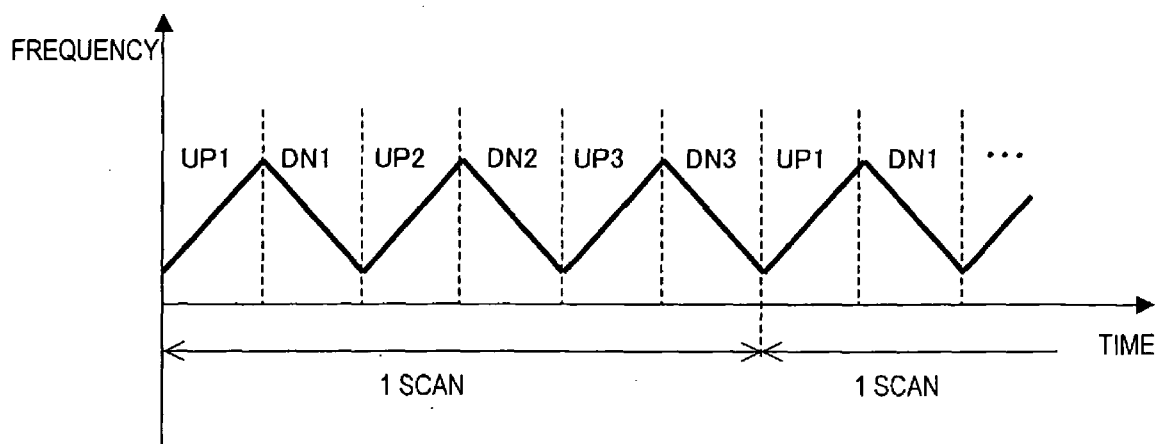 FREQUENCY
UP1 DN1 UP2 DN2 UP3 DN3 UP1 DN1 ...
TIME
1 SCAN 1 SCAN